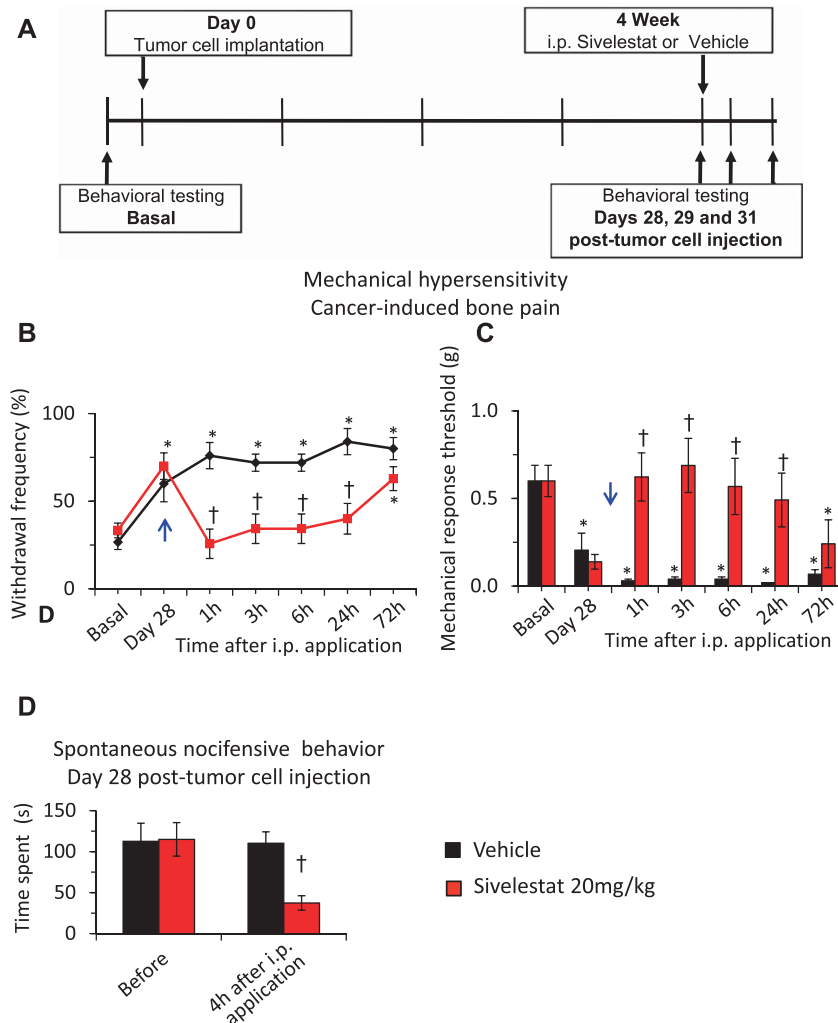 A
Day 0
Tumor cell implantation
4 Week
i.p. Sivelestat or Vehicle
Behavioral testing
Basal
Behavioral testing
Days 28, 29 and 31
post-tumor cell injection
Mechanical hypersensitivity
Cancer-induced bone pain
B
Withdrawal frequency (%)
100
50
0
* * * * * *
† † † † *
Basal
Day 28
1h
3h
6h
24h
72h
Time after i.p. application
D
C
Mechanical response threshold (g)
1.0
0.5
0.0
† † † †
* * * * * * *
Basal
Day 28
1h
3h
6h
24h
72h
Time after i.p. application
D
Spontaneous nocifensive behavior
Day 28 post-tumor cell injection
Time spent (s)
150
100
50
0
†
Before
4h after i.p.
application
Vehicle
Sivelestat 20mg/kg